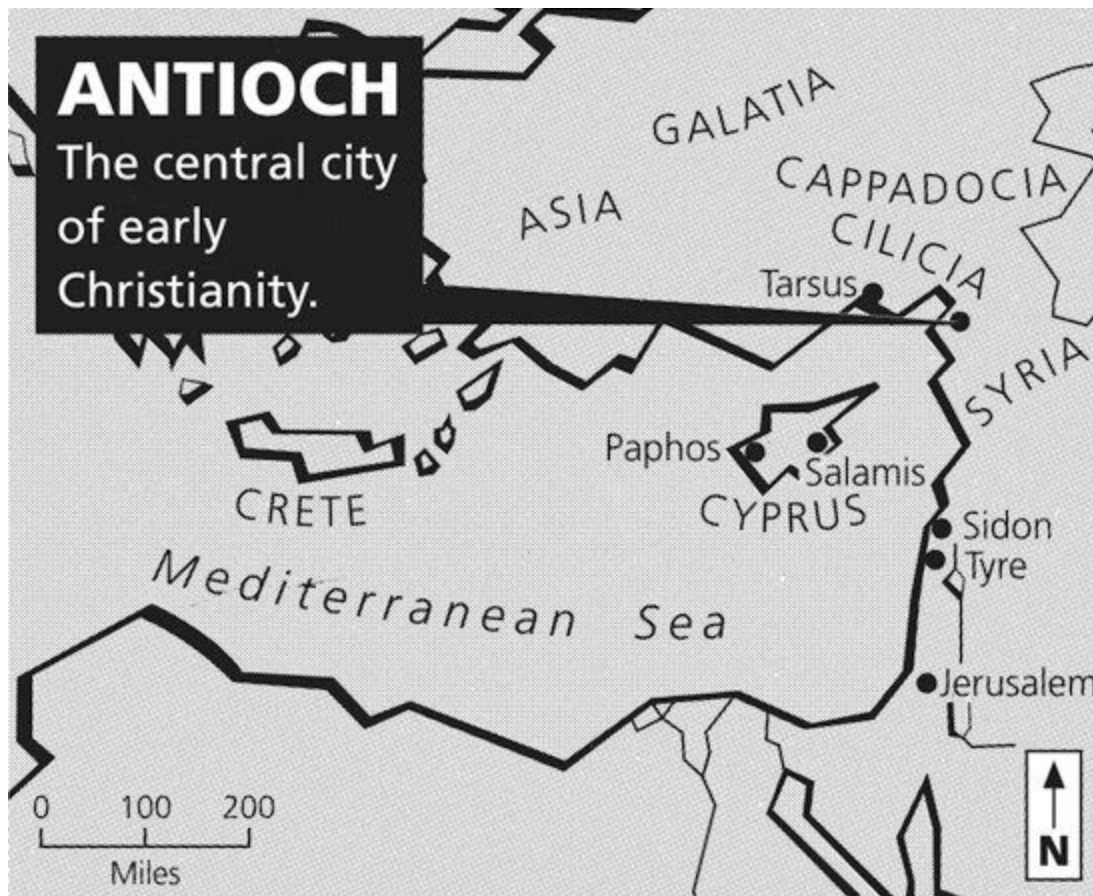 ANTIOCH
The central city
of early
Christianity.
GALATIA
CAPPADOCIA
ASIA
CILICIA
Tarsus
SYRIA
Paphos
Salamis
CRETE
CYPRUS
Sidon
Tyre
Mediterranean Sea
Jerusalem
0 100 200
Miles
N